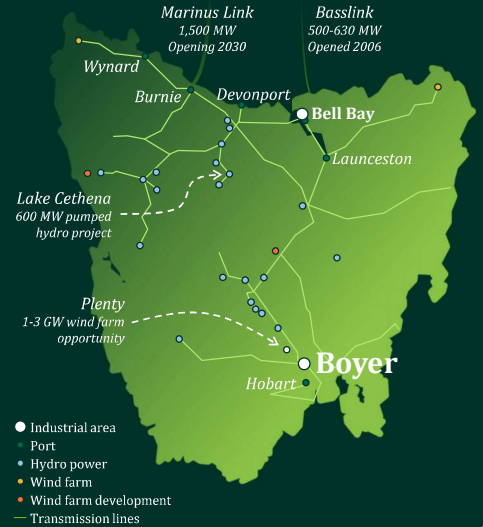 Marinus Link
1,500 MW
Opening 2030
Basslink
500-630 MW
Opened 2006
Wynard
Burnie
Devonport
Bell Bay
Launceston
Lake Cethena
600 MW pumped
hydro project
Plenty
1-3 GW wind farm
opportunity
Boyer
Hobart
Industrial area
Port
Hydro power
Wind farm
Wind farm development
Transmission lines